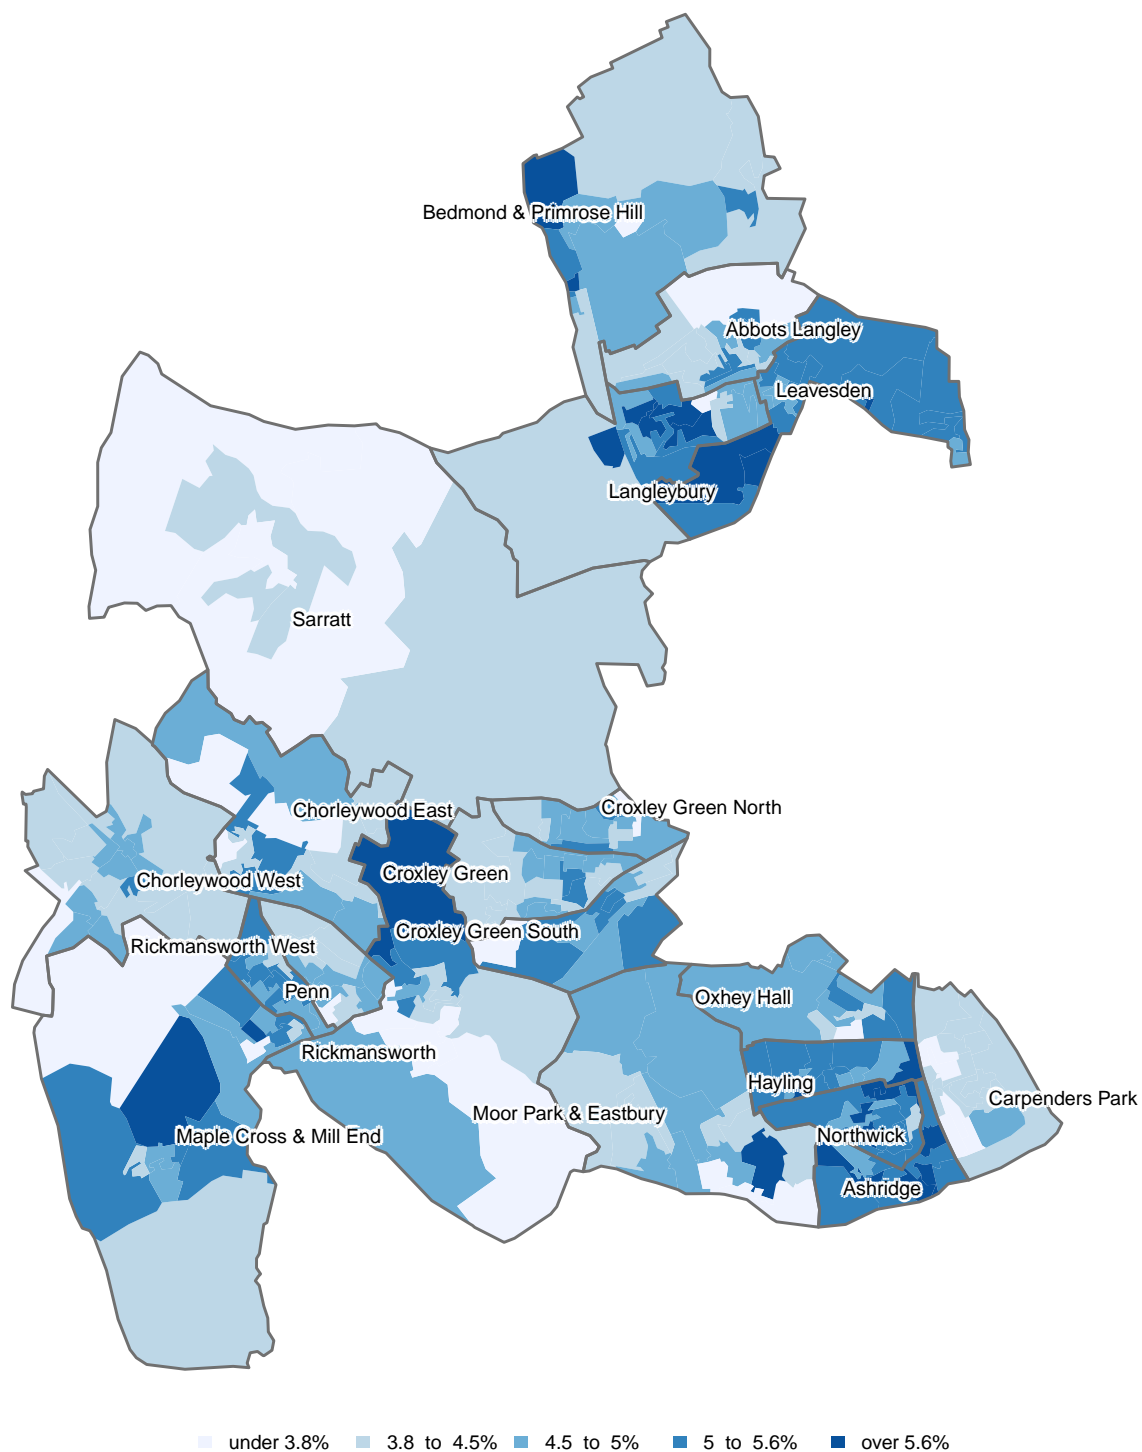 Bedmond & Primrose Hill
Abbots Langley
Leavesden
Langleybury
Sarratt
Chorleywood East
Croxley Green North
Croxley Green
Chorleywood West
Croxley Green South
Rickmansworth West
Penn
Oxhey Hall
Rickmansworth
Hayling
Carpenders Park
Moor Park & Eastbury
Maple Cross & Mill End
Northwick
Ashridge
under 3.8% 3.8 to 4.5% 4.5 to 5% 5 to 5.6% over 5.6%